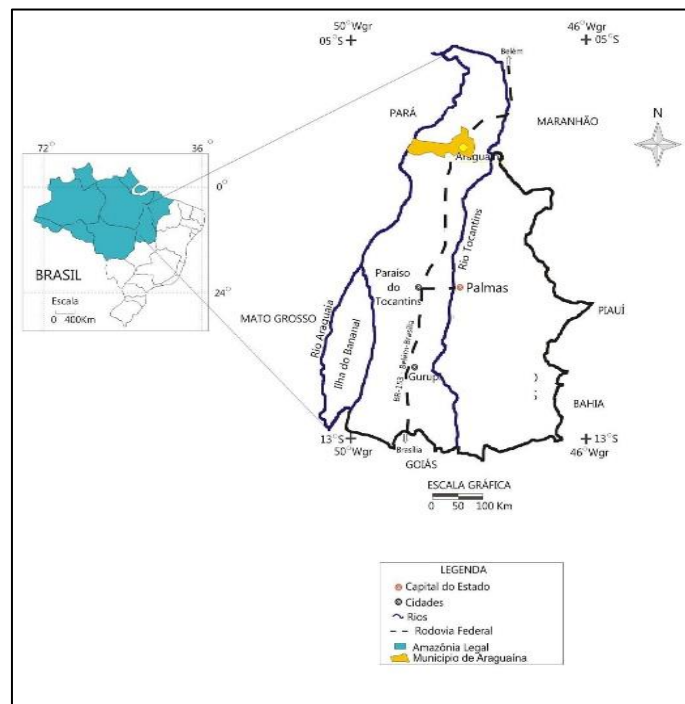 50°Wgr
46°Wgr
05°S
05°S
Belém
PARÁ
MARANHÃO
N
Araguaína
72°
36°
0°
BRASIL
24°
Escala
0 400Km
Rio Tocantins
Paraíso
do
Tocantins
Palmas
MATO GROSSO
PIAUÍ
Rio Araguaia
Ilha do Bananal
BR-153
Belém-Brasília
Gurupi
BAHIA
13°S
13°S
50°Wgr
46°Wgr
Brasília
GOIÁS
ESCALA GRÁFICA
0 50 100 Km
LEGENDA
Capital do Estado
Cidades
Rios
Rodovia Federal
Amazônia Legal
Município de Araguaína